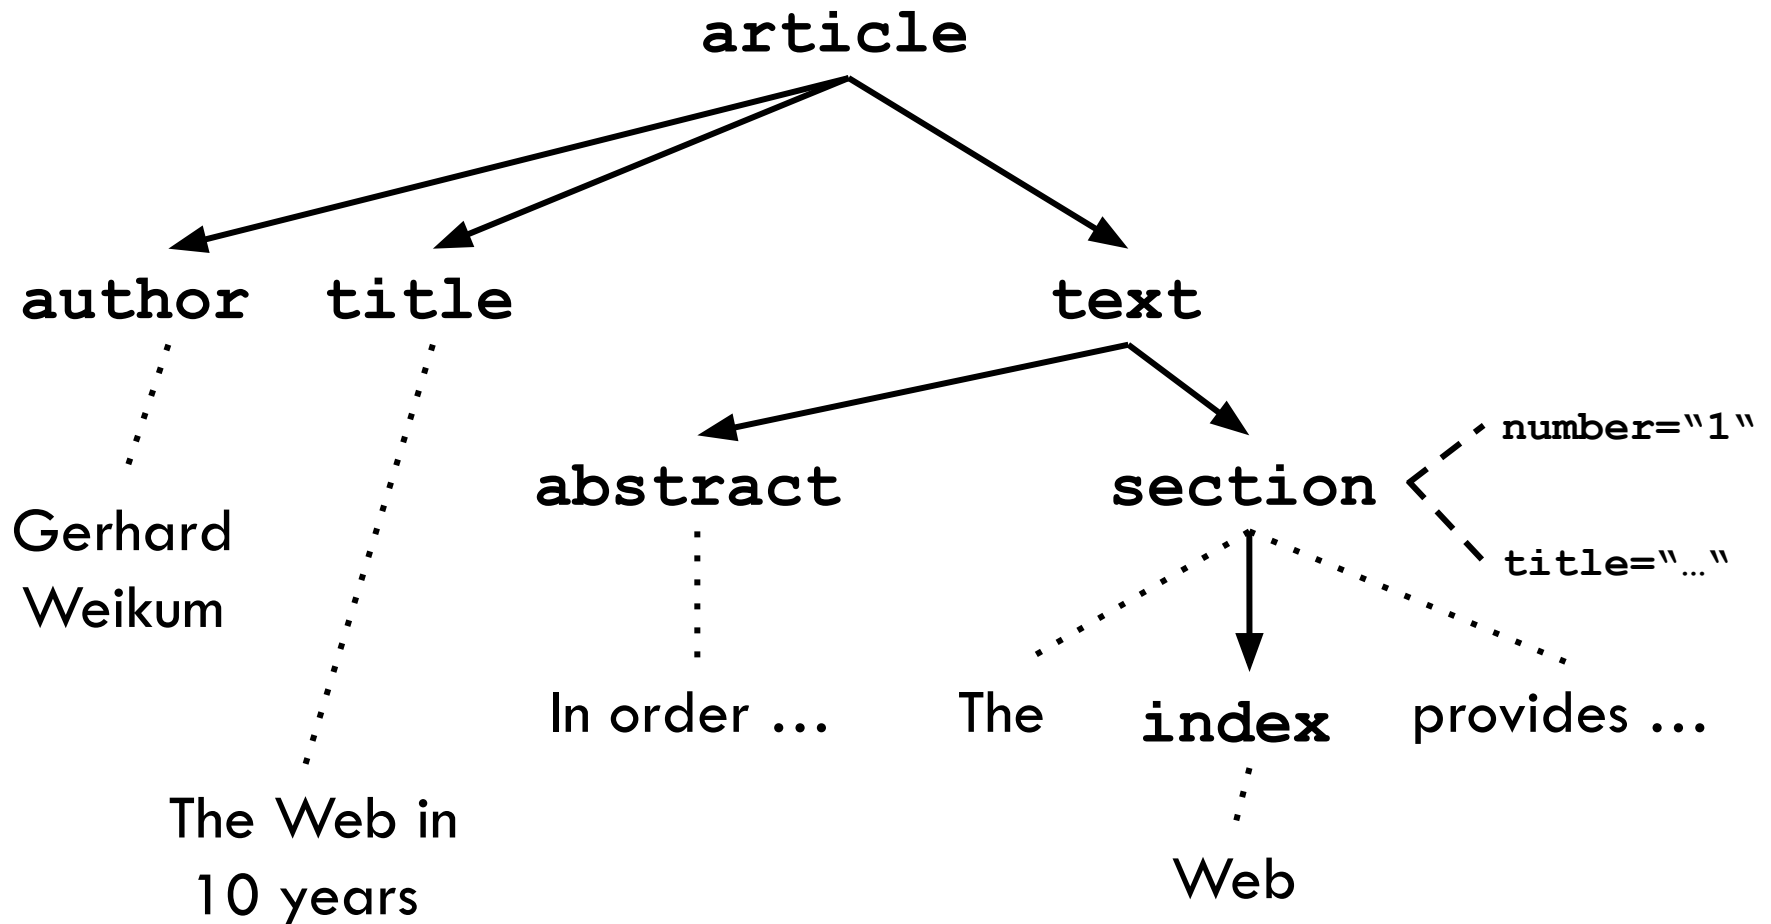 article
author title text
number=“1“
abstract section
title=“…“
Gerhard
Weikum
In order … The index provides …
The Web in
10 years
Web